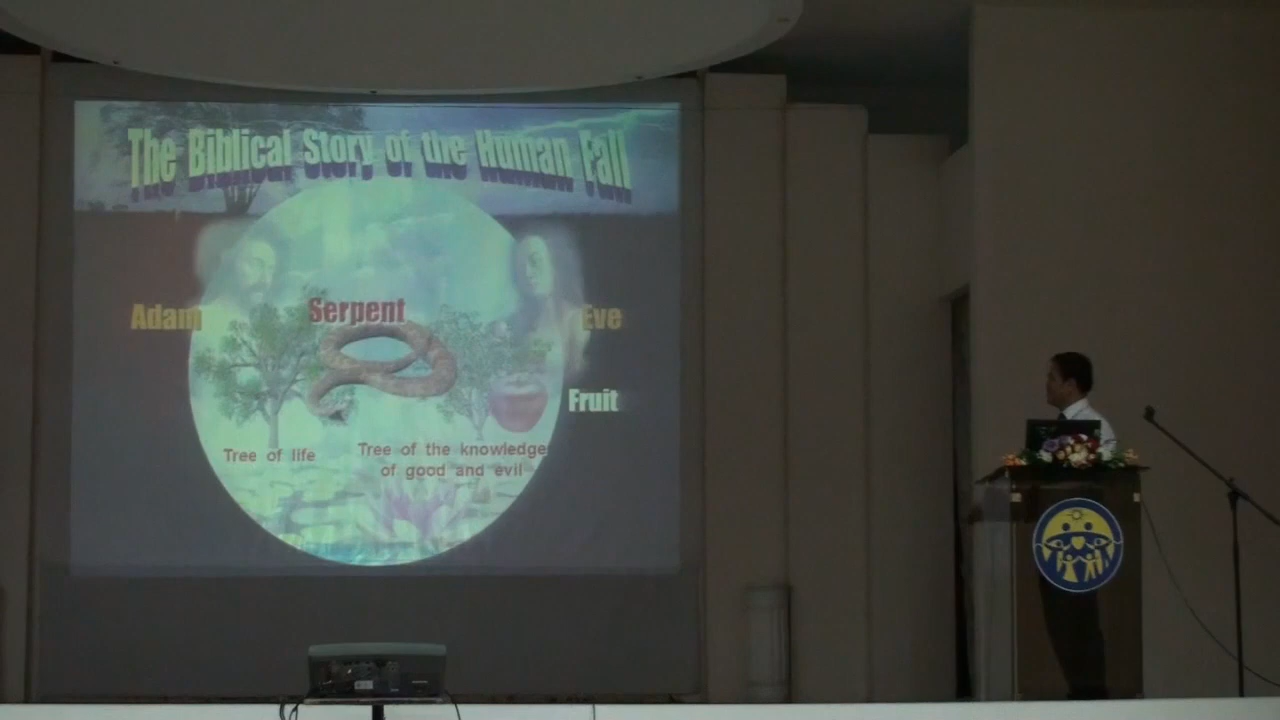 The Biblical Story of the Human Fall
Adam
Serpent
Eve
Fruit
Tree of life
Tree of the knowledge
of good and evil